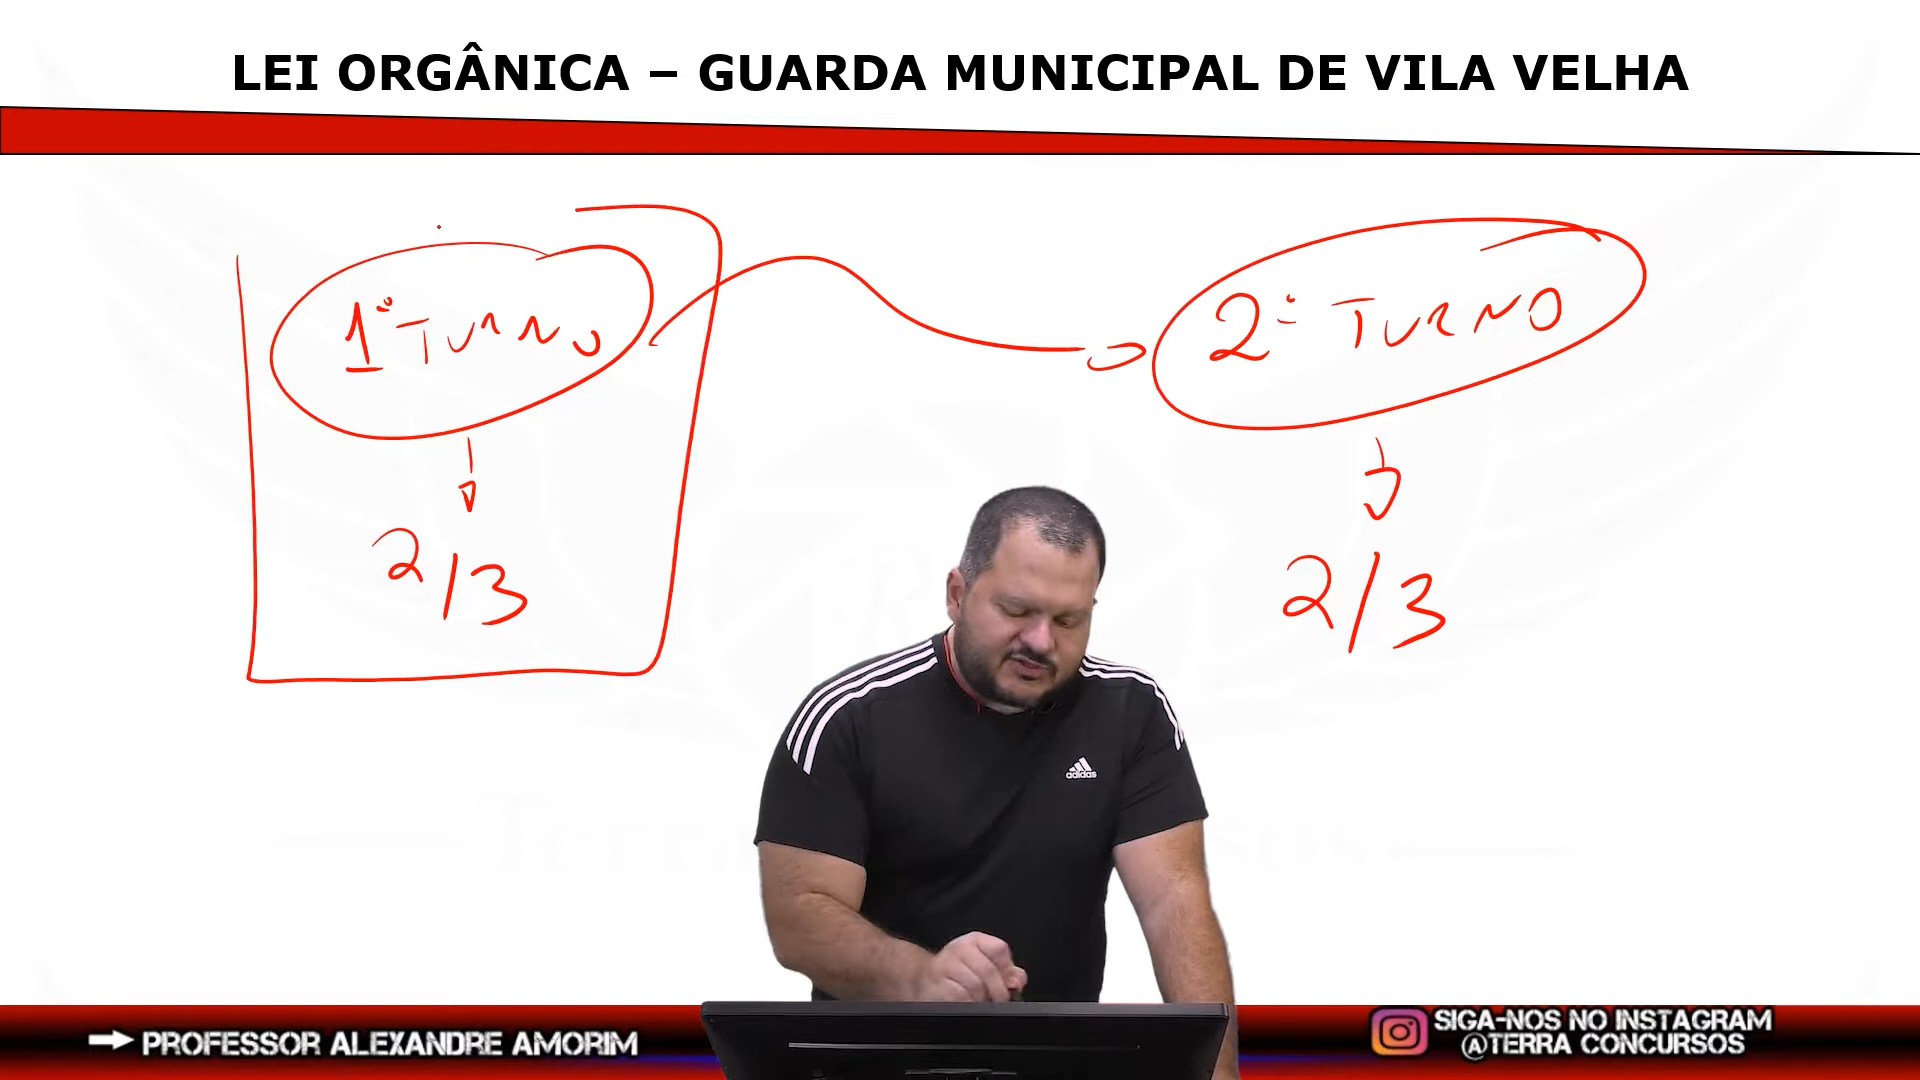 LEI ORGÂNICA – GUARDA MUNICIPAL DE VILA VELHA
1º TURNO
2º TURNO
2/3
2/3
adidas
PROFESSOR ALEXANDRE AMORIM
SIGA-NOS NO INSTAGRAM
@TERRA CONCURSOS